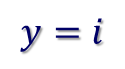 y = i